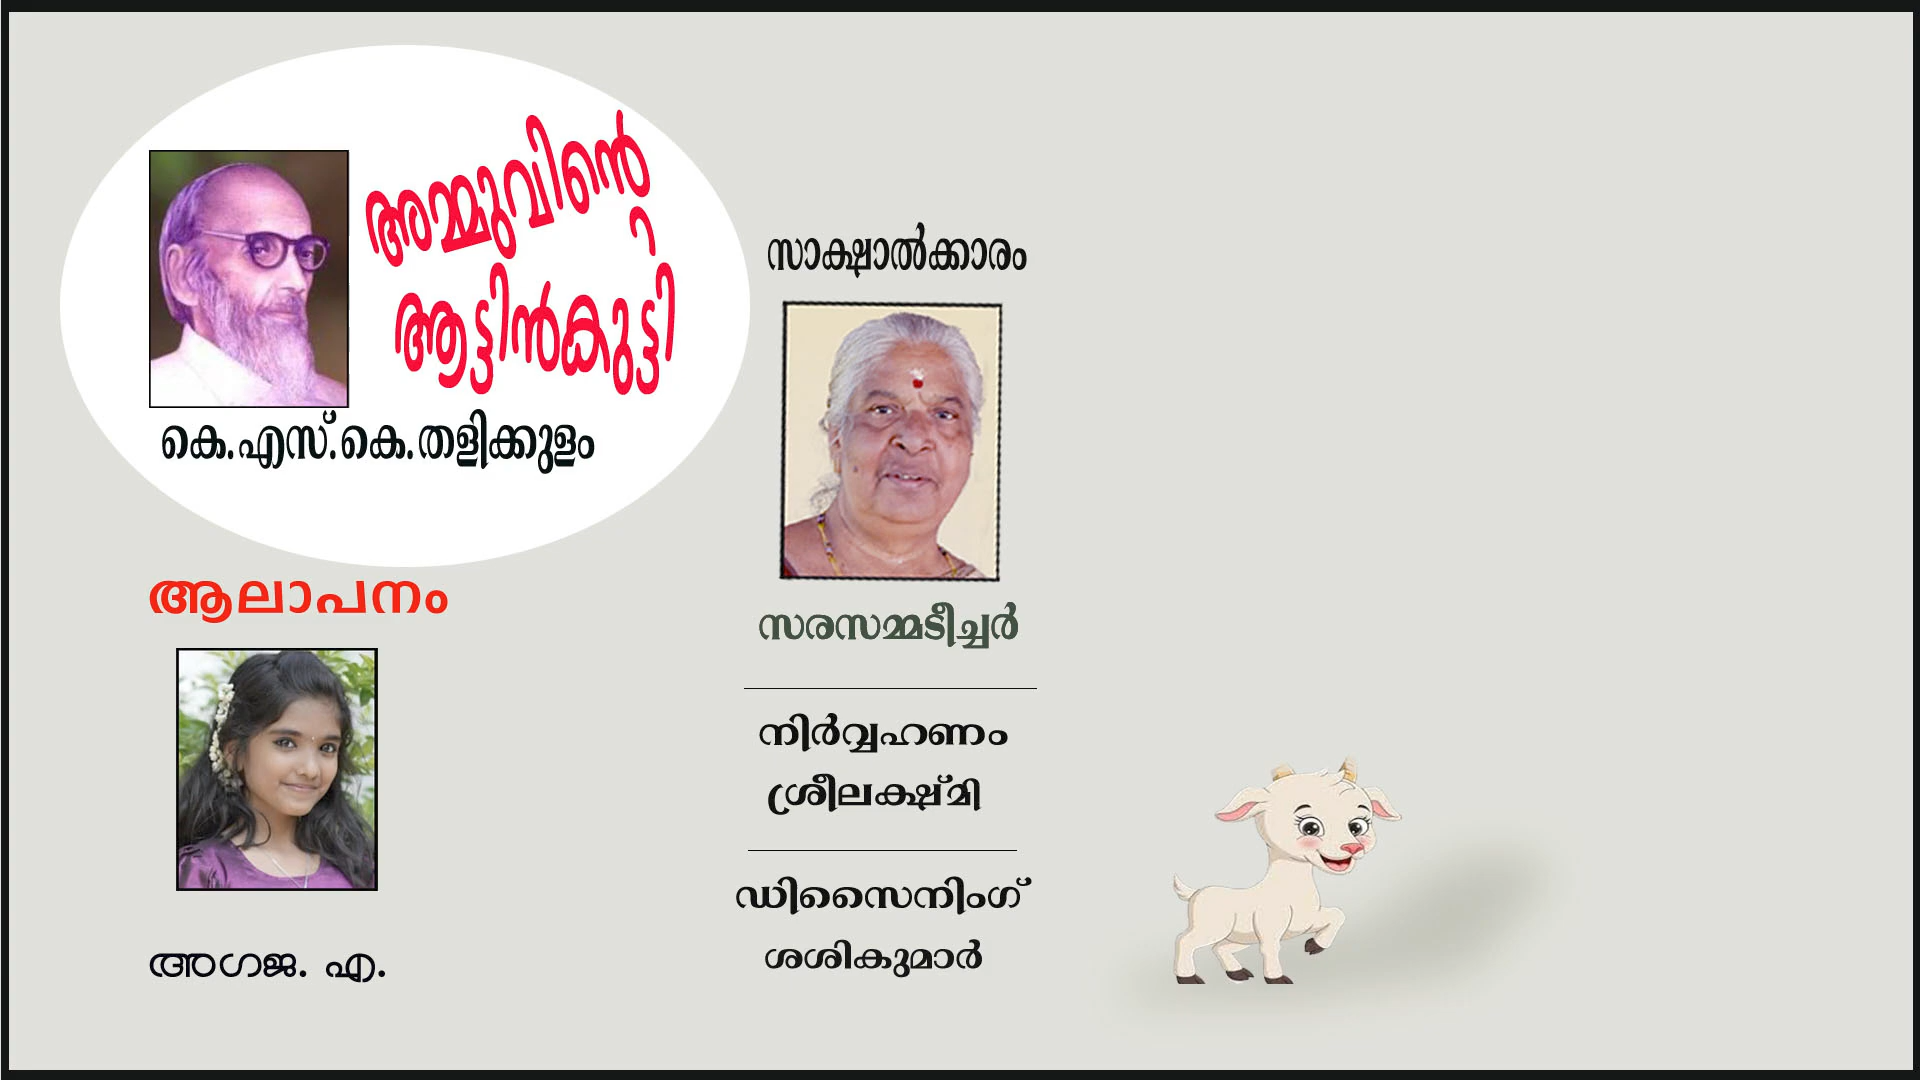 അമ്മുവിന്റെ
ആട്ടിൻകുട്ടി
കെ.എസ്.കെ.തളിക്കുളം
ആലാപനം
അഗജ. എ.
സാക്ഷാൽക്കാരം
സരസമ്മടീച്ചർ
നിർവ്വഹണം
ശ്രീലക്ഷ്മി
ഡിസൈനിംഗ്
ശശികുമാർ